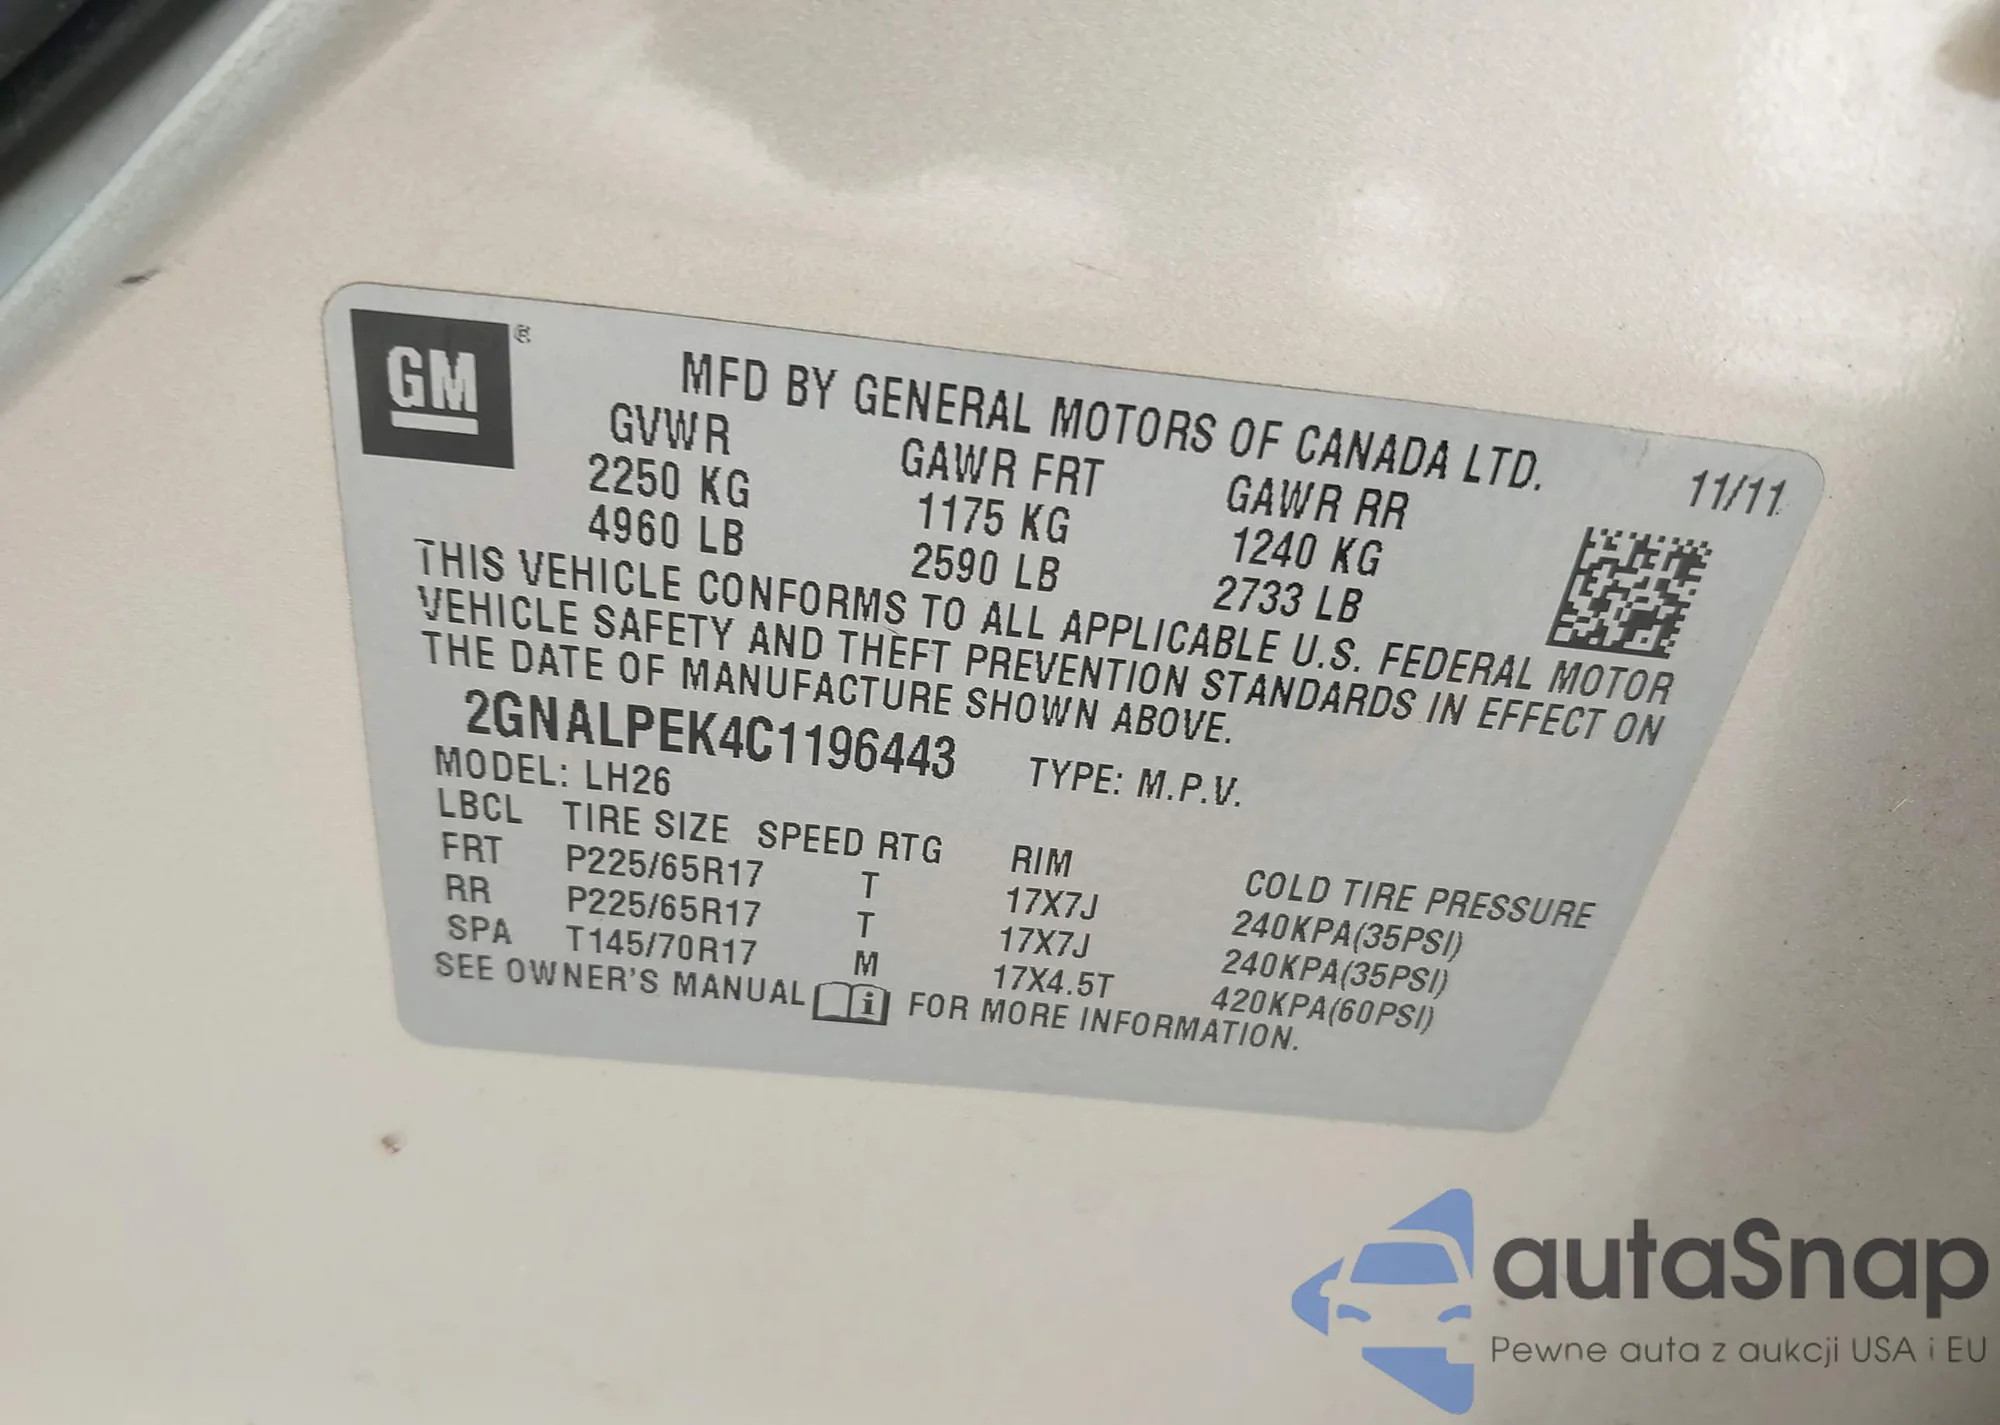 GM ®
MFD BY GENERAL MOTORS OF CANADA LTD.
11/11
GVWR GAWR FRT GAWR RR
2250 KG 1175 KG 1240 KG
4960 LB 2590 LB 2733 LB
THIS VEHICLE CONFORMS TO ALL APPLICABLE U.S. FEDERAL MOTOR
VEHICLE SAFETY AND THEFT PREVENTION STANDARDS IN EFFECT ON
THE DATE OF MANUFACTURE SHOWN ABOVE.
2GNALPEK4C1196443 TYPE: M.P.V.
MODEL: LH26
LBCL TIRE SIZE SPEED RTG RIM COLD TIRE PRESSURE
FRT P225/65R17 T 17X7J 240KPA(35PSI)
RR P225/65R17 T 17X7J 240KPA(35PSI)
SPA T145/70R17 M 17X4.5T 420KPA(60PSI)
SEE OWNER'S MANUAL i FOR MORE INFORMATION.
autaSnap
Pewne auta z aukcji USA i EU